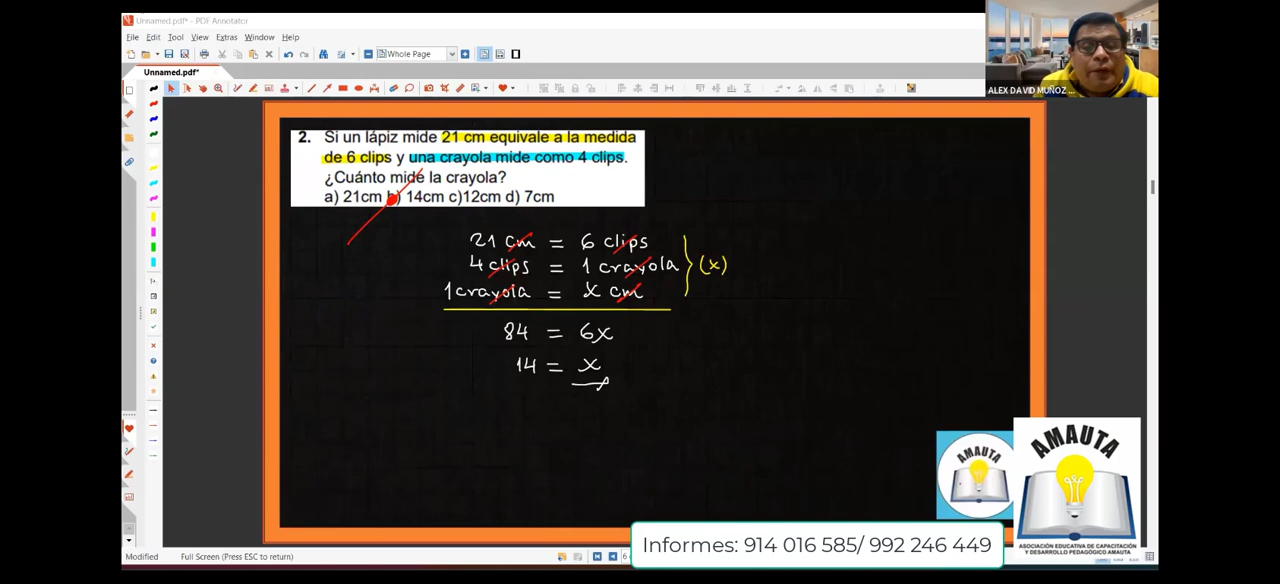 Unnamed.pdf* - PDF Annotator
File Edit Tool View Extras Window Help
Whole Page
Unnamed.pdf*
ALEX DAVID MUÑOZ ...
2. Si un lápiz mide 21 cm equivale a la medida
de 6 clips y una crayola mide como 4 clips.
¿Cuánto mide la crayola?
a) 21cm b) 14cm c)12cm d) 7cm
21 cm = 6 clips
4 clips = 1 crayola
1 crayola = x cm
(x)
84 = 6x
14 = x
AMAUTA
AMAUTA
ASOCIACIÓN EDUCATIVA DE CAPACITACIÓN
Y DESARROLLO PEDAGÓGICO AMAUTA
Informes: 914 016 585/ 992 246 449
Modified Full Screen (Press ESC to return)
6